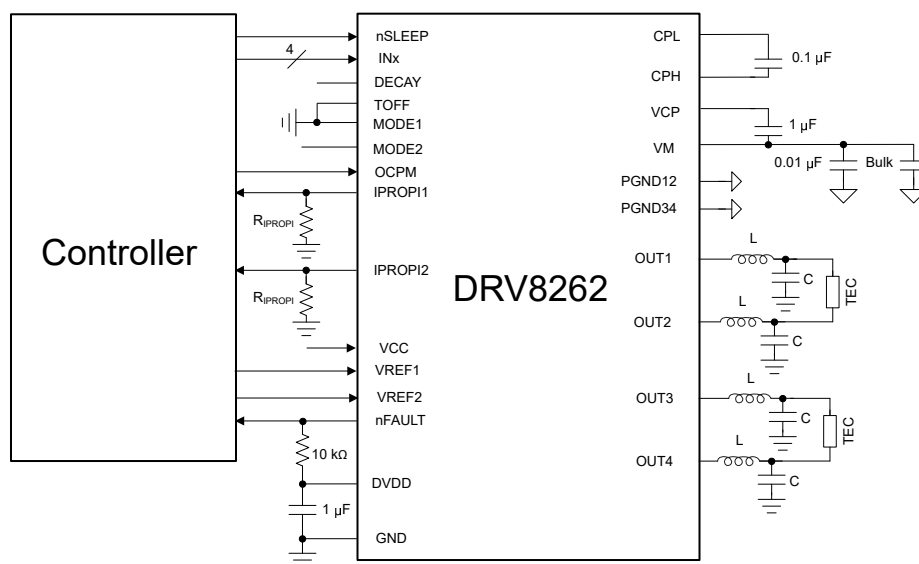 Controller
DRV8262
nSLEEP
4
INx
DECAY
TOFF
MODE1
MODE2
OCPM
IPROPI1
RIPROPI
IPROPI2
RIPROPI
VCC
VREF1
VREF2
nFAULT
10 kΩ
DVDD
1 µF
GND
CPL
0.1 µF
CPH
VCP
1 µF
VM
0.01 µF
Bulk
PGND12
PGND34
OUT1
L
C
TEC
OUT2
L
C
OUT3
L
C
TEC
OUT4
L
C